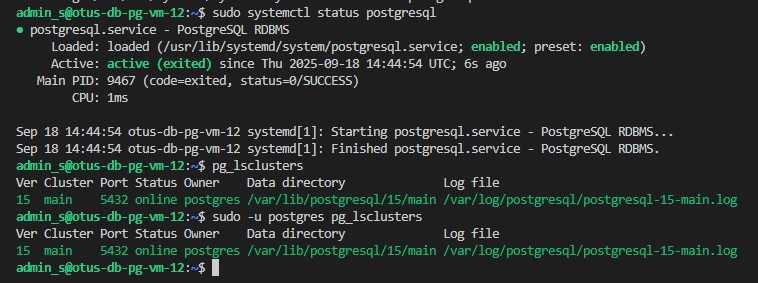 admin_s@otus-db-pg-vm-12:~$ sudo systemctl status postgresql
● postgresql.service - PostgreSQL RDBMS
     Loaded: loaded (/usr/lib/systemd/system/postgresql.service; enabled; preset: enabled)
     Active: active (exited) since Thu 2025-09-18 14:44:54 UTC; 6s ago
   Main PID: 9467 (code=exited, status=0/SUCCESS)
        CPU: 1ms

Sep 18 14:44:54 otus-db-pg-vm-12 systemd[1]: Starting postgresql.service - PostgreSQL RDBMS...
Sep 18 14:44:54 otus-db-pg-vm-12 systemd[1]: Finished postgresql.service - PostgreSQL RDBMS.
admin_s@otus-db-pg-vm-12:~$ pg_lsclusters
Ver Cluster Port Status Owner    Data directory              Log file
15  main    5432 online postgres /var/lib/postgresql/15/main /var/log/postgresql/postgresql-15-main.log
admin_s@otus-db-pg-vm-12:~$ sudo -u postgres pg_lsclusters
Ver Cluster Port Status Owner    Data directory              Log file
15  main    5432 online postgres /var/lib/postgresql/15/main /var/log/postgresql/postgresql-15-main.log
admin_s@otus-db-pg-vm-12:~$